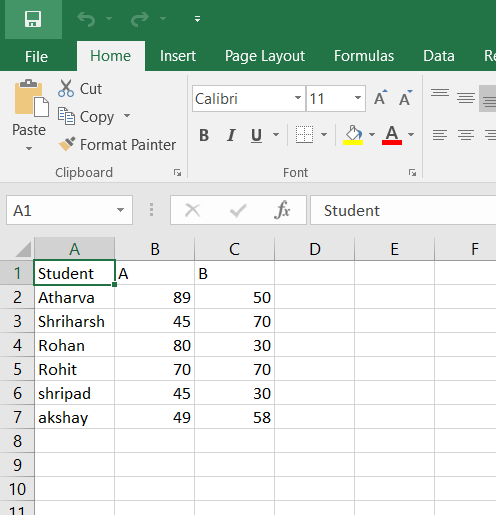 File Home Insert Page Layout Formulas Data
Cut
Copy
Paste
Format Painter
Calibri 11 A A
B I U A
Clipboard Font
A1 fx Student
A B C D E F
1 Student A B
2 Atharva 89 50
3 Shriharsh 45 70
4 Rohan 80 30
5 Rohit 70 70
6 shripad 45 30
7 akshay 49 58
8
9
10
11